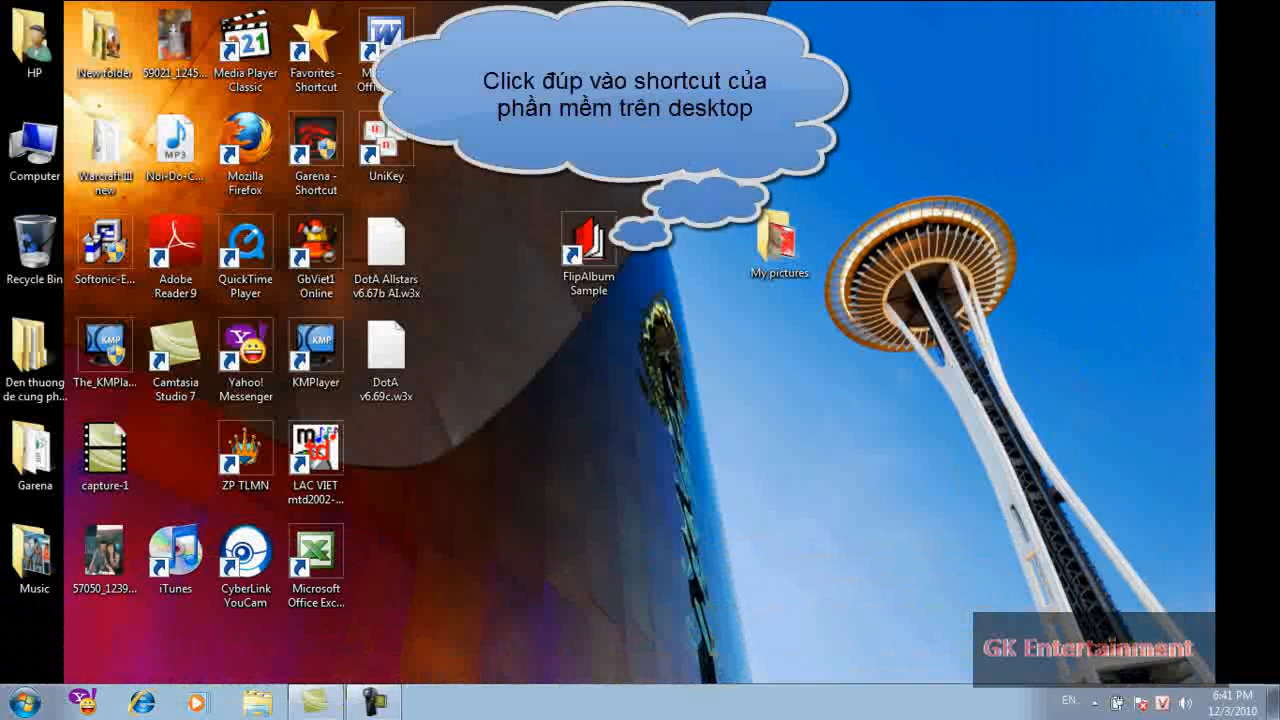 Click đúp vào shortcut của
phần mềm trên desktop
HP
New folder
59021_1245...
Media Player
Classic
Favorites -
Shortcut
Computer
Warcraft III
new
MP3
Noi-Do-C...
Mozilla
Firefox
Garena -
Shortcut
UniKey
Recycle Bin
Softonic-E...
Adobe
Reader 9
QuickTime
Player
GbViet1
Online
DotA Allstars
v6.67b AI.w3x
FlipAlbum
Sample
My pictures
Den thuong
de cung ph...
KMP
The_KMPla...
Camtasia
Studio 7
Yahoo!
Messenger
KMP
KMPlayer
DotA
v6.69c.w3x
Garena
capture-1
ZP TLMN
LAC VIET
mtd2002-...
Music
57050_1239...
iTunes
CyberLink
YouCam
Microsoft
Office Exc...
GK Entertainment
EN
6:41 PM
12/3/2010